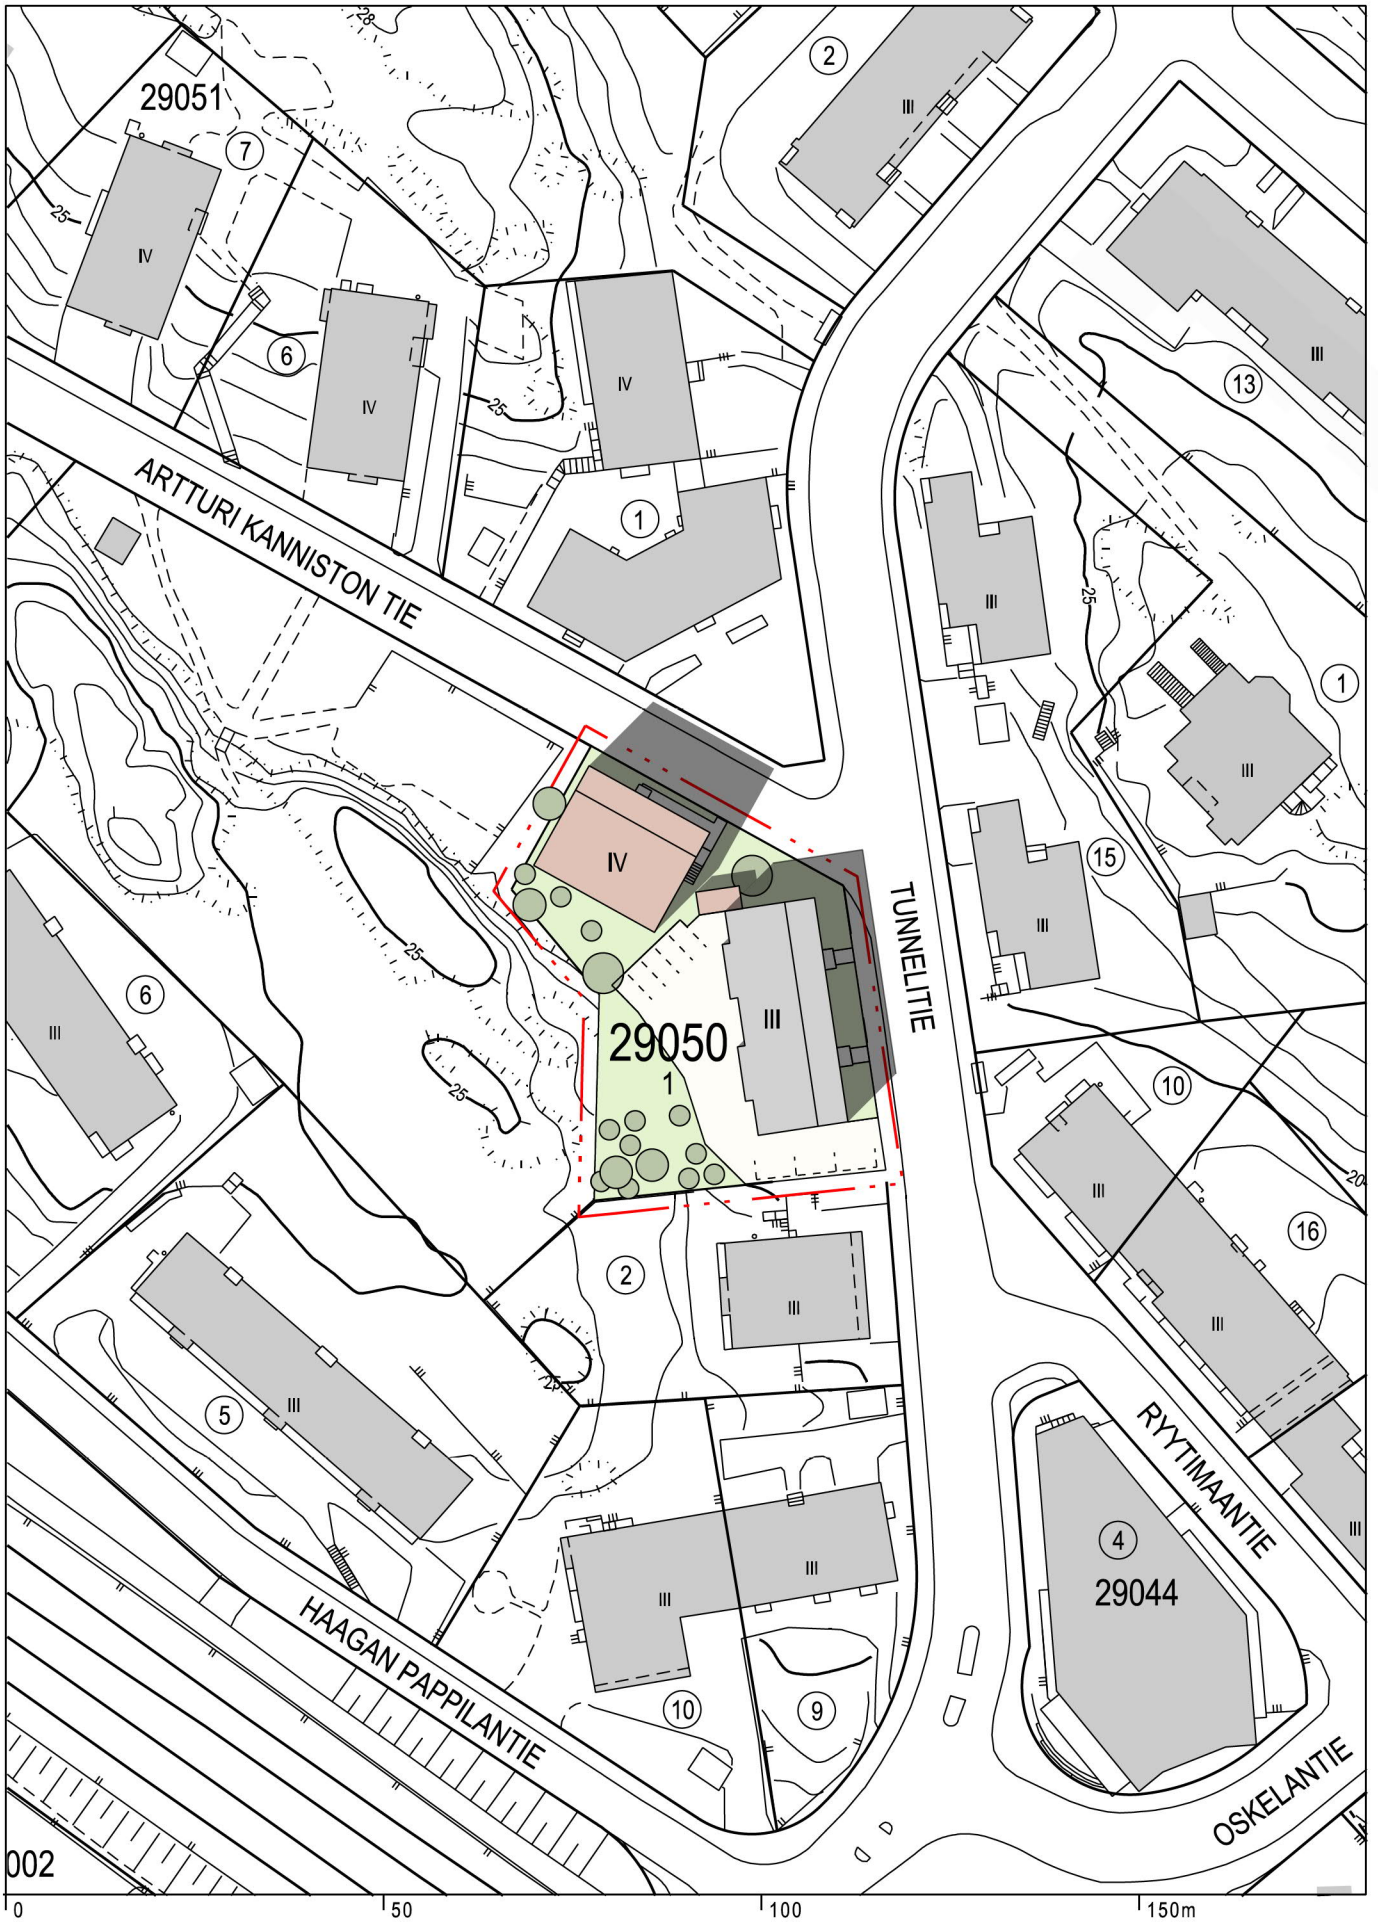 28
2
29051
III
7
25
IV
IV
6
IV
25
III
13
ARTTURI KANNISTON TIE
1
III
25
1
III
IV
15
TUNNELITIE
III
25
6
III
29050
1
III
25
10
III
20
16
2
III
III
25
5
III
RYYTIMAANTIE
4
29044
III
III
III
HAAGAN PAPPILANTIE
10
9
OSKELANTIE
002
0 50 100 150m